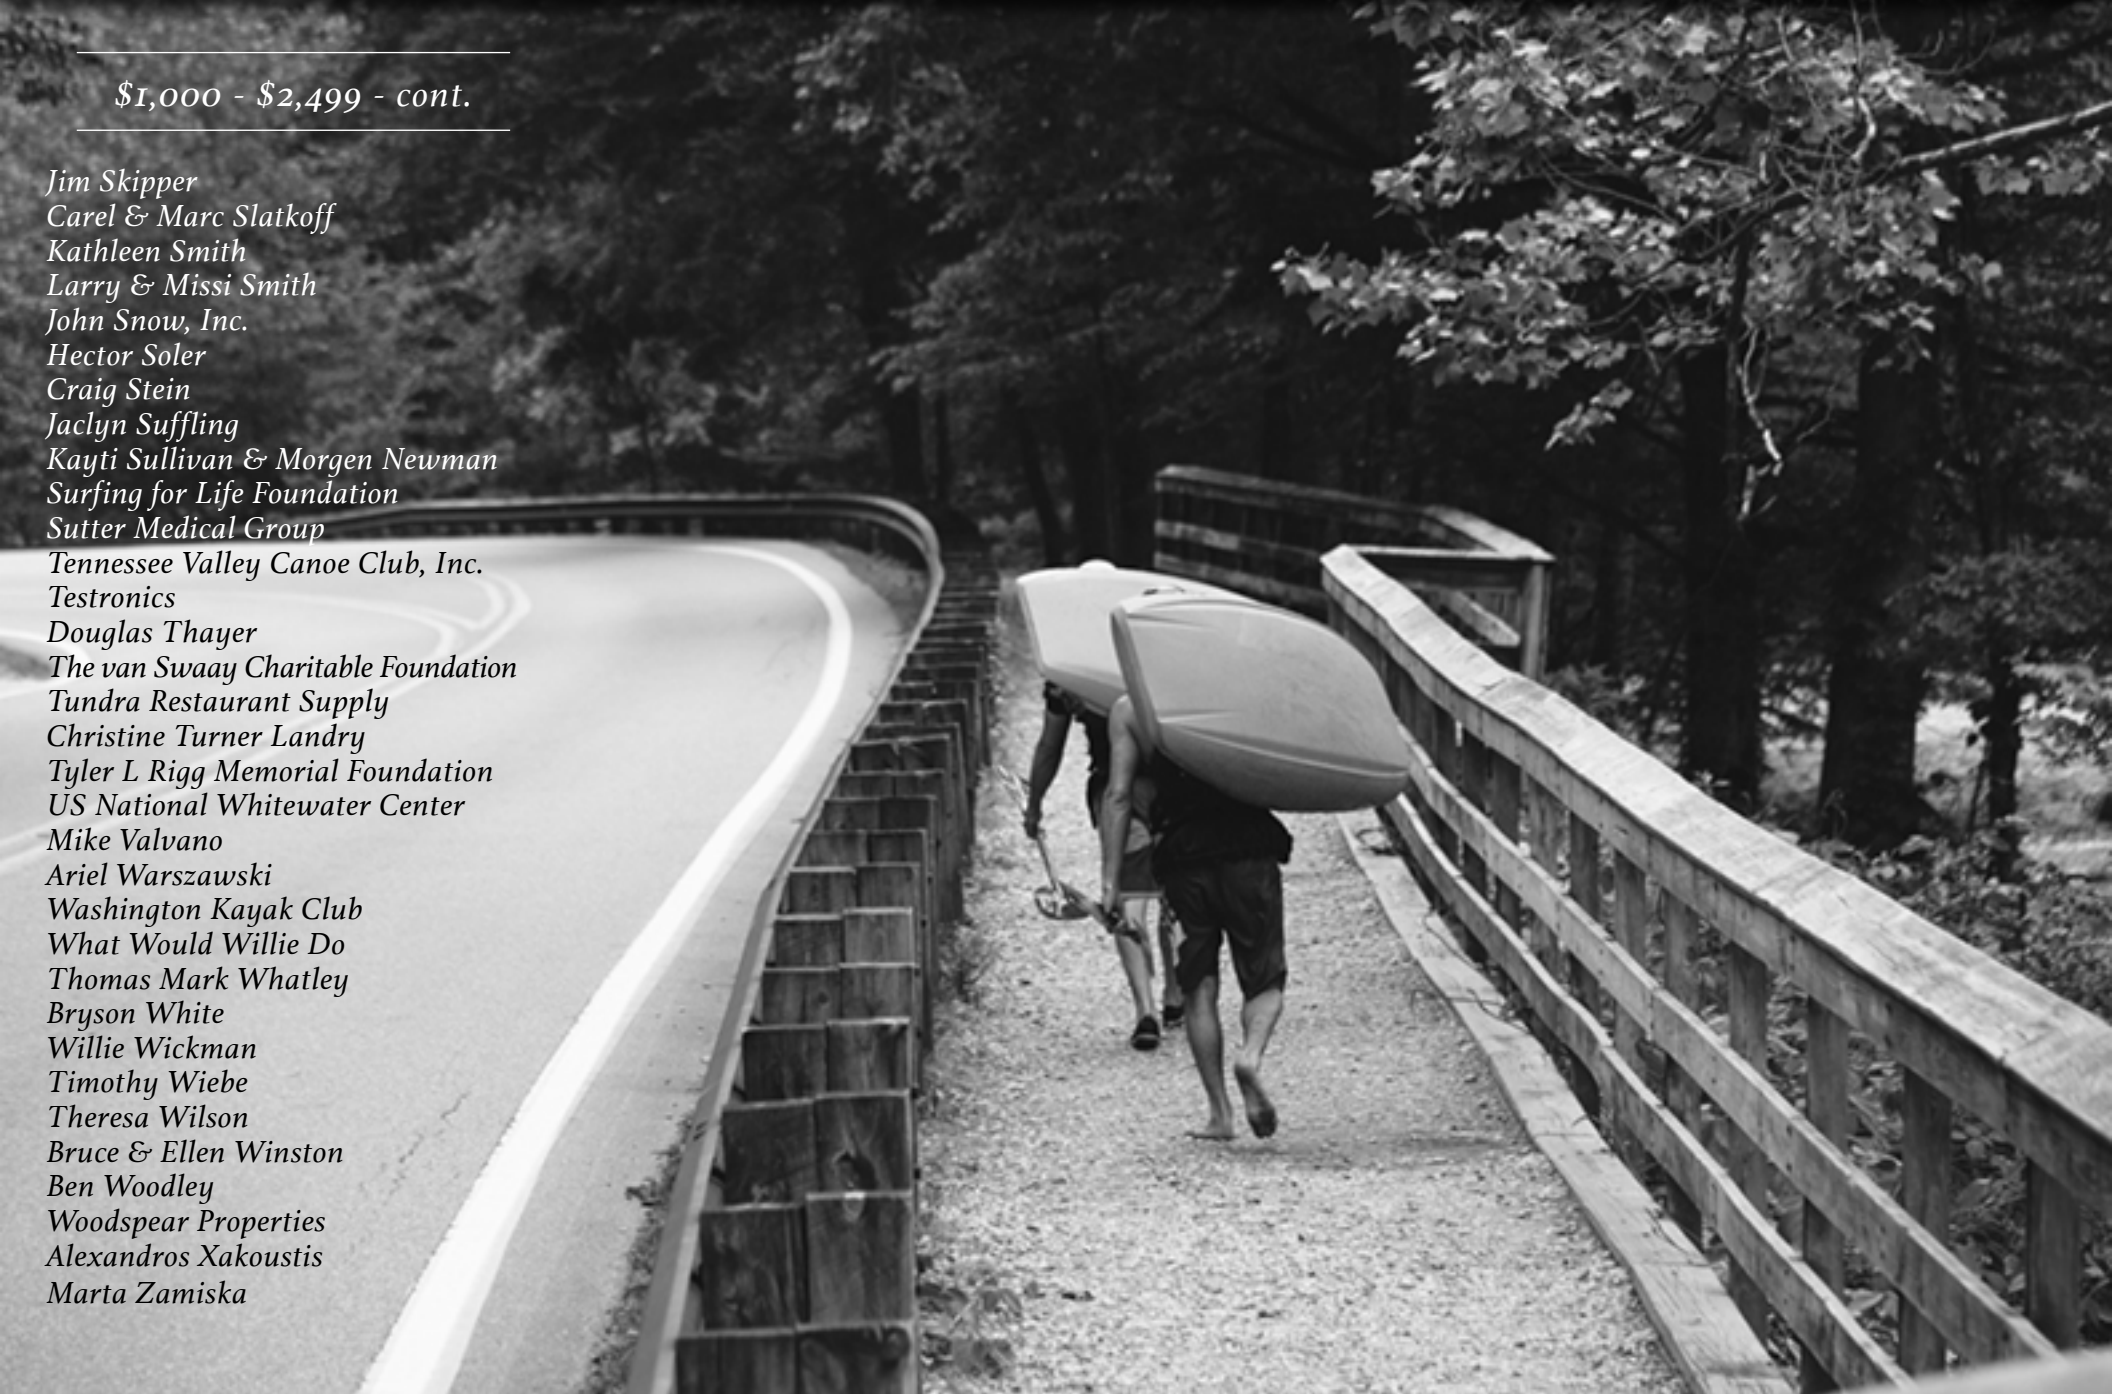 $1,000 - $2,499 - cont.
Jim Skipper
Carel & Marc Slatkoff
Kathleen Smith
Larry & Missi Smith
John Snow, Inc.
Hector Soler
Craig Stein
Jaclyn Suffling
Kayti Sullivan & Morgen Newman
Surfing for Life Foundation
Sutter Medical Group
Tennessee Valley Canoe Club, Inc.
Testronics
Douglas Thayer
The van Swaay Charitable Foundation
Tundra Restaurant Supply
Christine Turner Landry
Tyler L Rigg Memorial Foundation
US National Whitewater Center
Mike Valvano
Ariel Warszawski
Washington Kayak Club
What Would Willie Do
Thomas Mark Whatley
Bryson White
Willie Wickman
Timothy Wiebe
Theresa Wilson
Bruce & Ellen Winston
Ben Woodley
Woodspear Properties
Alexandros Xakoustis
Marta Zamiska